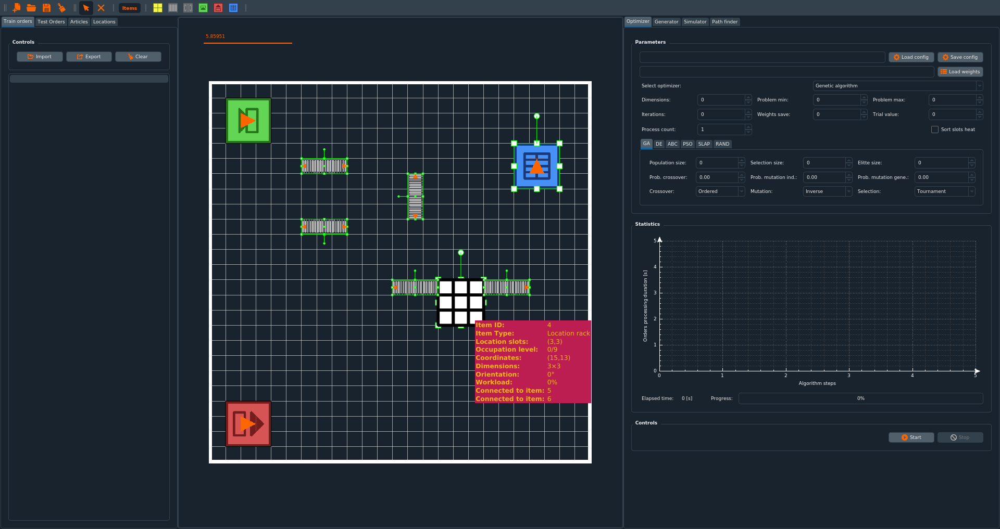 Items
Train orders Test Orders Articles Locations
Controls
Import Export Clear
5.85951
Item ID: 4
Item Type: Location rack
Location slots: (3,3)
Occupation level: 0/9
Coordinates: (15,13)
Dimensions: 3×3
Orientation: 0°
Workload: 0%
Connected to item: 5
Connected to item: 6
Optimizer Generator Simulator Path finder
Parameters
Load config Save config
Load weights
Select optimizer: Genetic algorithm
Dimensions: 0 Problem min: 0 Problem max: 0
Iterations: 0 Weights save: 0 Trial value: 0
Process count: 1 Sort slots heat
GA DE ABC PSO SLAP RAND
Population size: 0 Selection size: 0 Elitte size: 0
Prob. crossover: 0.00 Prob. mutation ind.: 0.00 Prob. mutation gene.: 0.00
Crossover: Ordered Mutation: Inverse Selection: Tournament
Statistics
Orders processing duration [s]
5
4
3
2
1
0
0 1 2 3 4 5
Algorithm steps
Elapsed time: 0 [s] Progress: 0%
Controls
Start Stop